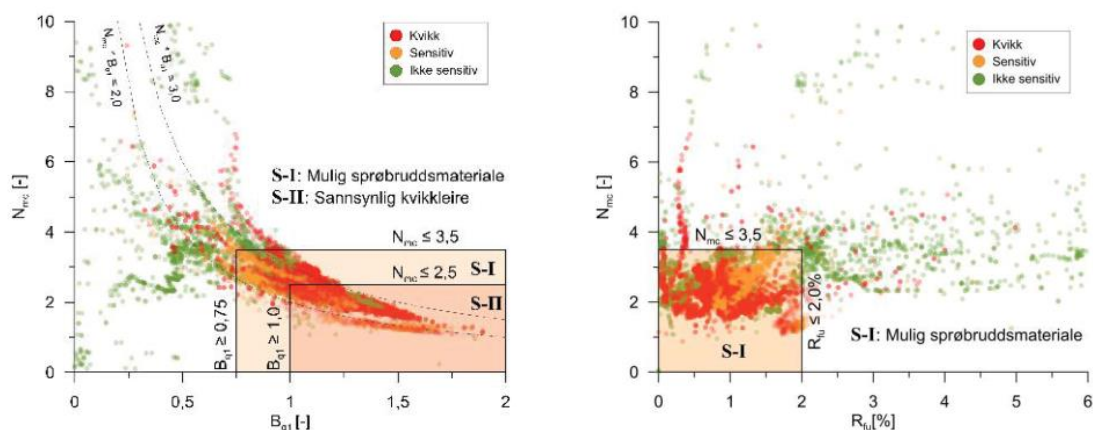 10
8
6
4
2
0
N_mc [-]
N_mc * B_q1 = 2,0
N_mc * B_q1 = 3,0
Kvikk
Sensitiv
Ikke sensitiv
S-I: Mulig sprøbruddsmateriale
S-II: Sannsynlig kvikkleire
N_mc ≤ 3,5
S-I
N_mc ≤ 2,5
S-II
B_q1 ≥ 0,75
B_q1 ≥ 1,0
0 0,5 1 1,5 2
B_q1 [-]
10
8
6
4
2
0
N_mc [-]
Kvikk
Sensitiv
Ikke sensitiv
N_mc ≤ 3,5
R_fu ≤ 2,0%
S-I: Mulig sprøbruddsmateriale
S-I
0 1 2 3 4 5 6
R_fu [%]